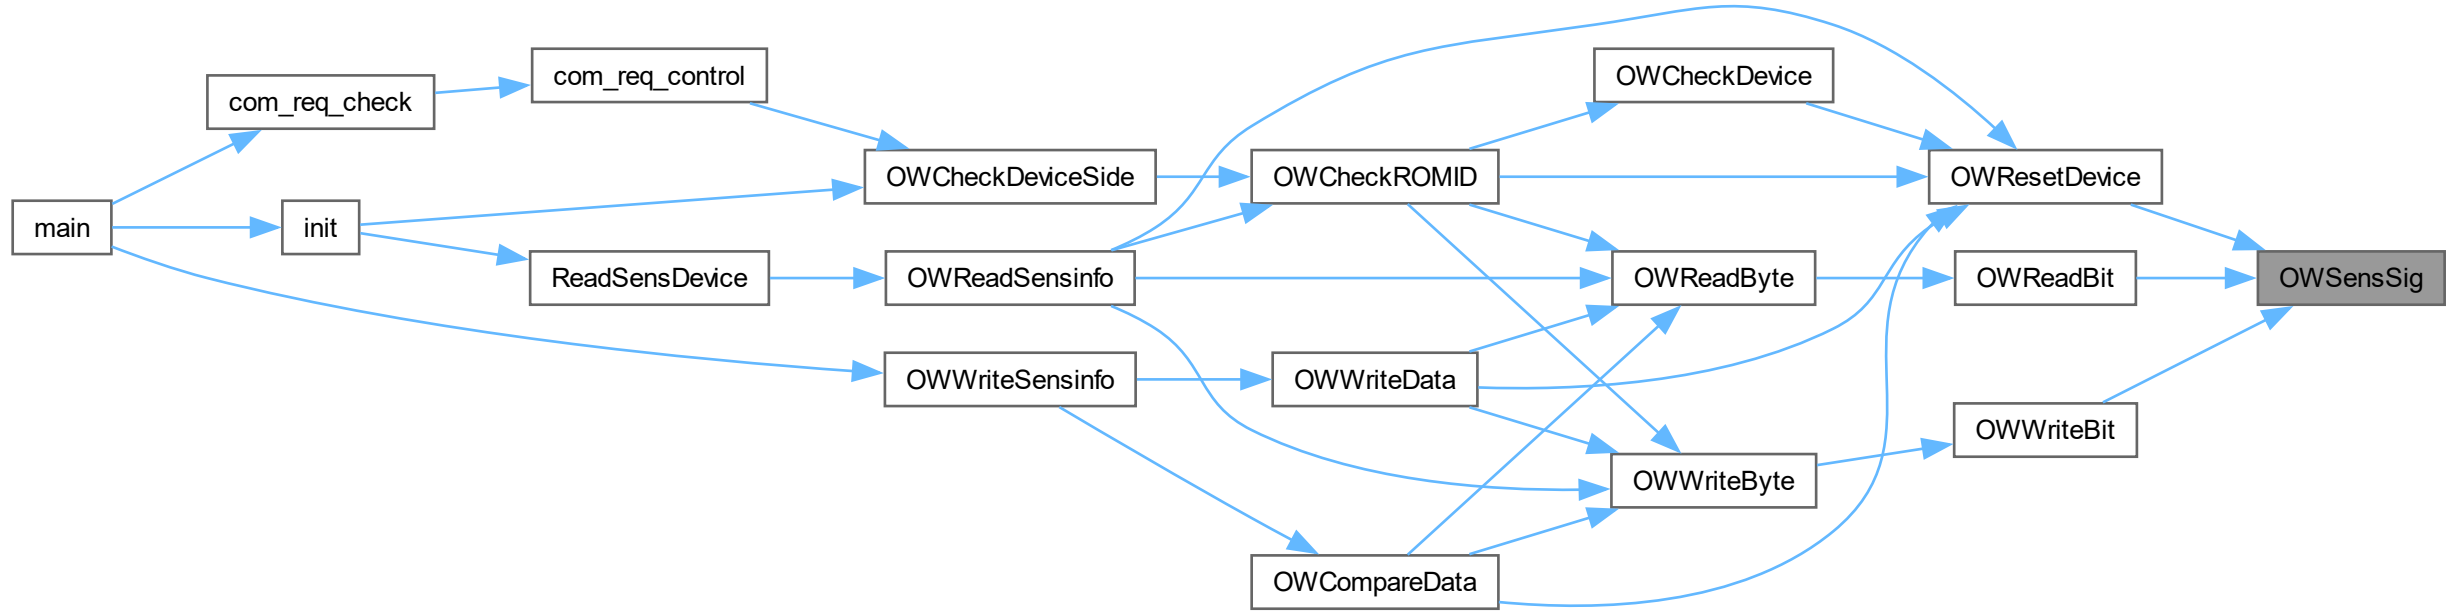 main
com_req_check
init
com_req_control
ReadSensDevice
OWCheckDeviceSide
OWReadSensinfo
OWWriteSensinfo
OWCheckROMID
OWWriteData
OWCompareData
OWCheckDevice
OWReadByte
OWWriteByte
OWResetDevice
OWReadBit
OWWriteBit
OWSensSig